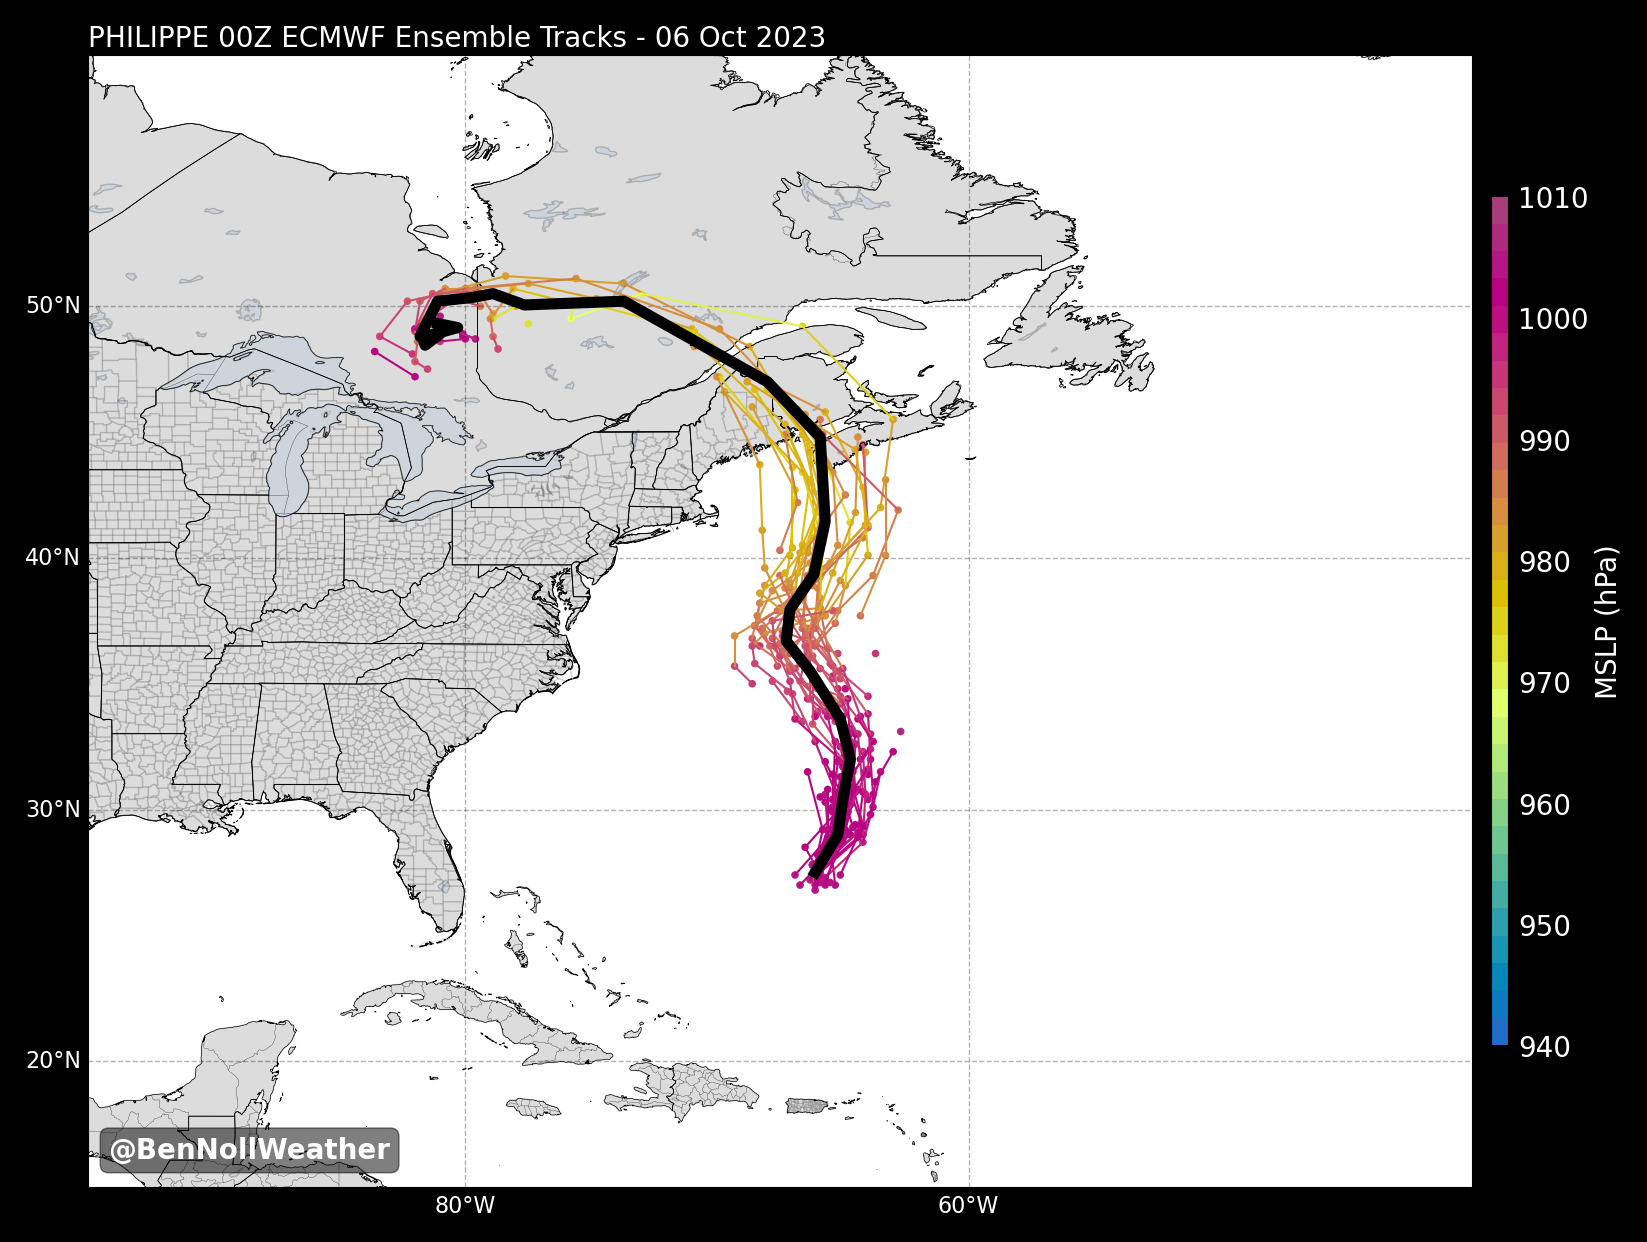 PHILIPPE 00Z ECMWF Ensemble Tracks - 06 Oct 2023
50°N
40°N
30°N
20°N
80°W
60°W
1010
1000
990
980
970
960
950
940
MSLP (hPa)
@BenNollWeather